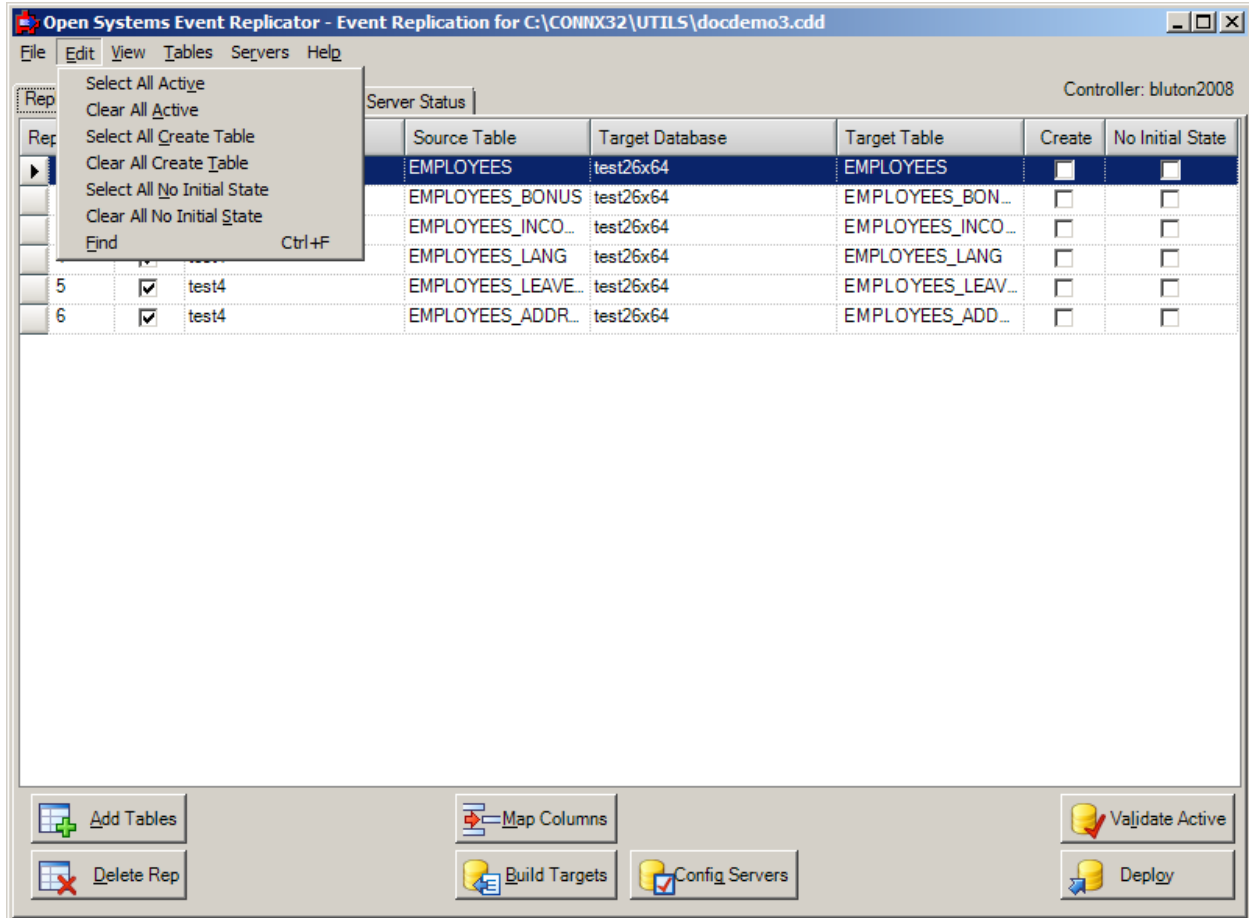 Open Systems Event Replicator - Event Replication for C:\CONNX32\UTILS\docdemo3.cdd
File Edit View Tables Servers Help
Controller: bluton2008
Rep Server Status
Select All Active
Clear All Active
Select All Create Table
Clear All Create Table
Select All No Initial State
Clear All No Initial State
Find Ctrl+F
Rep Source Table Target Database Target Table Create No Initial State
EMPLOYEES test26x64 EMPLOYEES
EMPLOYEES_BONUS test26x64 EMPLOYEES_BON...
EMPLOYEES_INCO... test26x64 EMPLOYEES_INCO...
EMPLOYEES_LANG test26x64 EMPLOYEES_LANG
5 test4 EMPLOYEES_LEAVE... test26x64 EMPLOYEES_LEAV...
6 test4 EMPLOYEES_ADDR... test26x64 EMPLOYEES_ADD...
Add Tables Map Columns Validate Active
Delete Rep Build Targets Config Servers Deploy